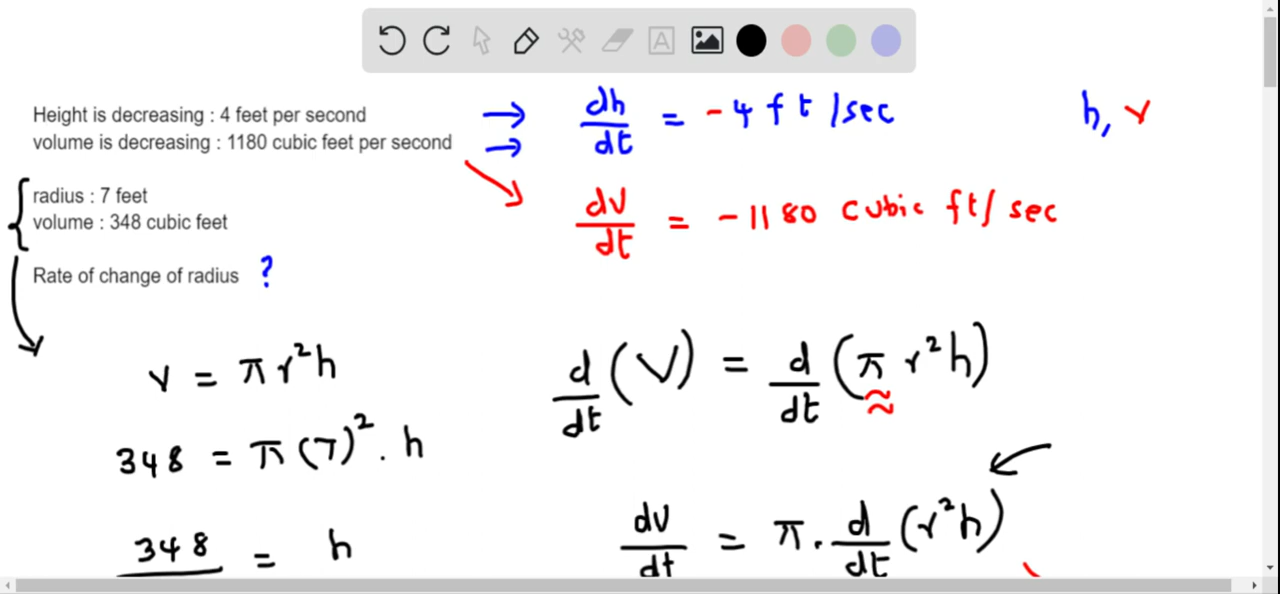 A
Height is decreasing : 4 feet per second
volume is decreasing : 1180 cubic feet per second
radius : 7 feet
volume : 348 cubic feet
Rate of change of radius ?
→ dh/dt = -4 ft /sec
→
h, v
dV/dt = -1180 cubic ft/ sec
v = πr²h
348 = π(7)² . h
348 = h
d/dt (V) = d/dt (π r²h)
≈
dV/dt = π. d/dt (r²h)